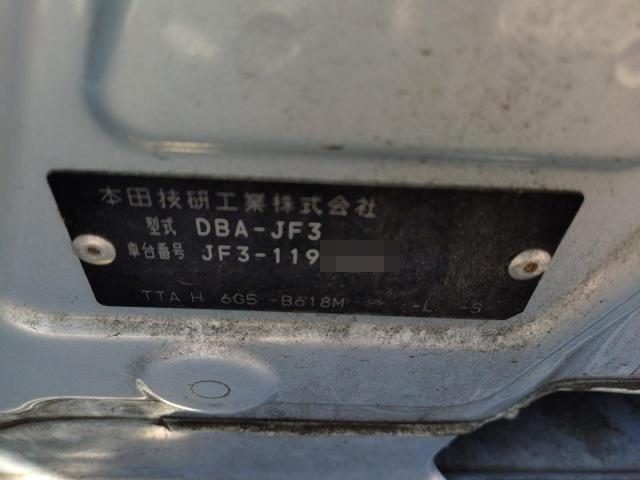 本田技研工業株式会社
型式 DBA-JF3
車台番号 JF3-119
TTA H 6G5 -B618M -L -S